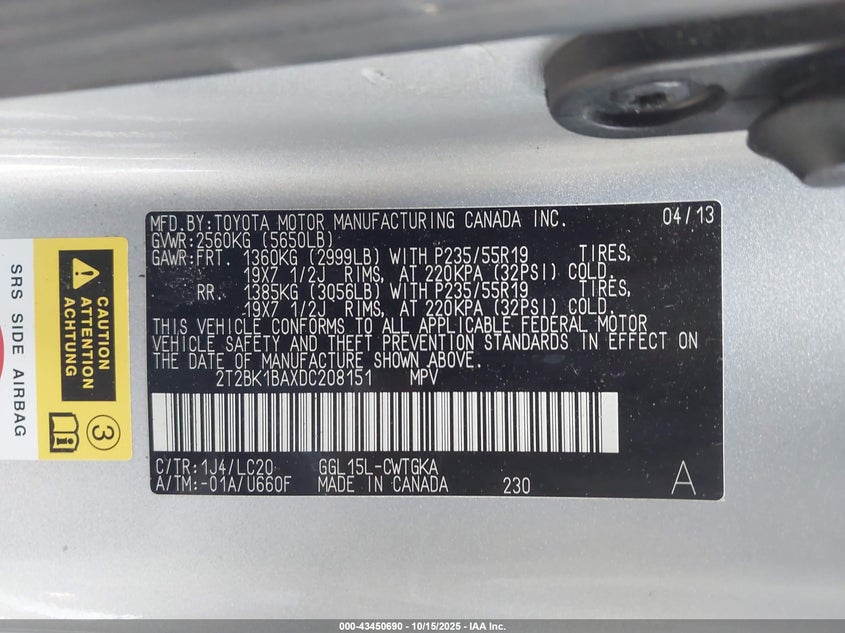 MFD.BY:TOYOTA MOTOR MANUFACTURING CANADA INC. 04/13
GVWR:2560KG (5650LB)
GAWR:FRT. 1360KG (2999LB) WITH P235/55R19 TIRES,
19X7 1/2J RIMS, AT 220KPA (32PSI) COLD.
RR. 1385KG (3056LB) WITH P235/55R19 TIRES,
19X7 1/2J RIMS, AT 220KPA (32PSI) COLD.
THIS VEHICLE CONFORMS TO ALL APPLICABLE FEDERAL MOTOR
VEHICLE SAFETY AND THEFT PREVENTION STANDARDS IN EFFECT ON
THE DATE OF MANUFACTURE SHOWN ABOVE.
2T2BK1BAXDC208151 MPV
C/TR:1J4/LC20 GGL15L-CWTGKA
A/TM:-01A/U660F MADE IN CANADA 230 A
SRS SIDE AIRBAG
CAUTION
ATTENTION
ACHTUNG
3
000-43450690 - 10/15/2025 - IAA Inc.